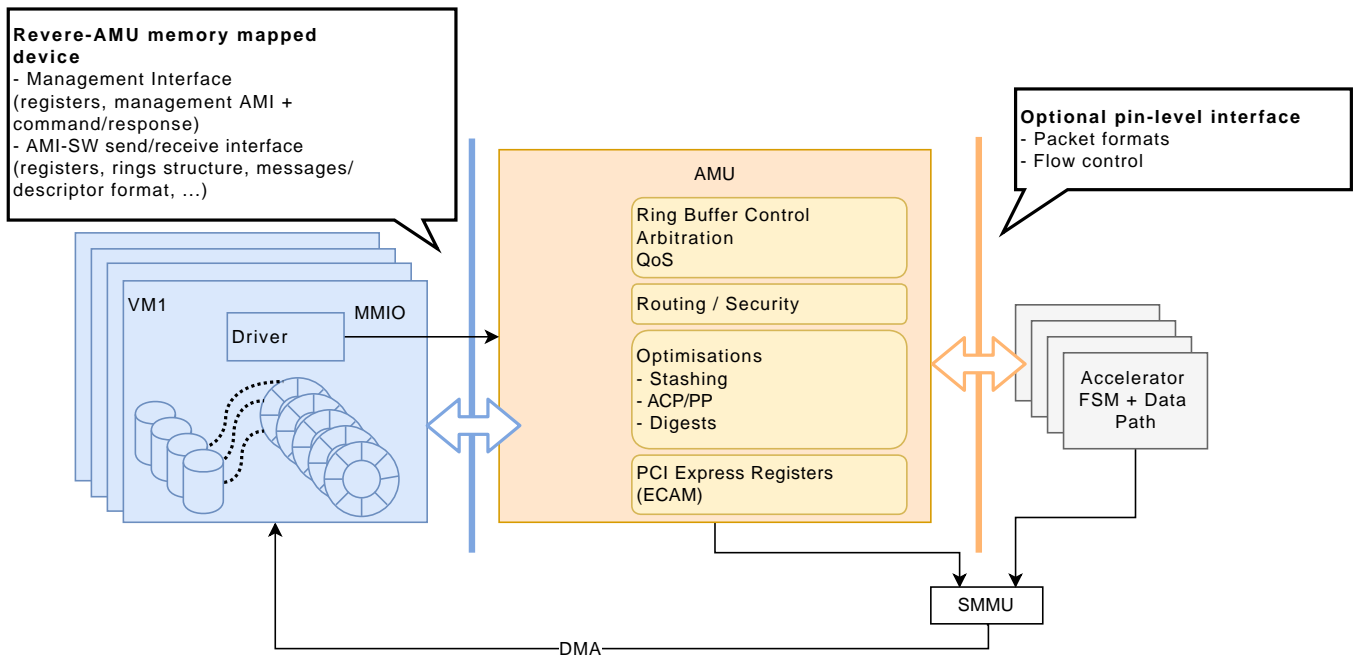 Revere-AMU memory mapped
device
- Management Interface
(registers, management AMI +
command/response)
- AMI-SW send/receive interface
(registers, rings structure, messages/
descriptor format, ...)
Optional pin-level interface
- Packet formats
- Flow control
AMU
Ring Buffer Control
Arbitration
QoS
Routing / Security
Optimisations
- Stashing
- ACP/PP
- Digests
PCI Express Registers
(ECAM)
VM1
MMIO
Driver
Accelerator
FSM + Data
Path
SMMU
DMA